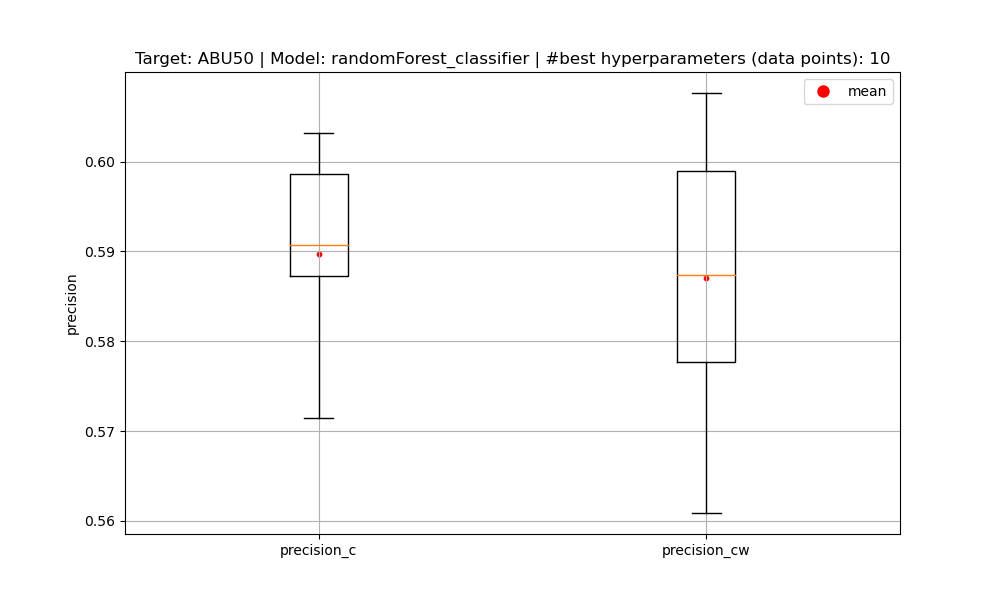 Target: ABU50 | Model: randomForest_classifier | #best hyperparameters (data points): 10
mean
0.60
0.59
0.58
0.57
0.56
precision
precision_c
precision_cw